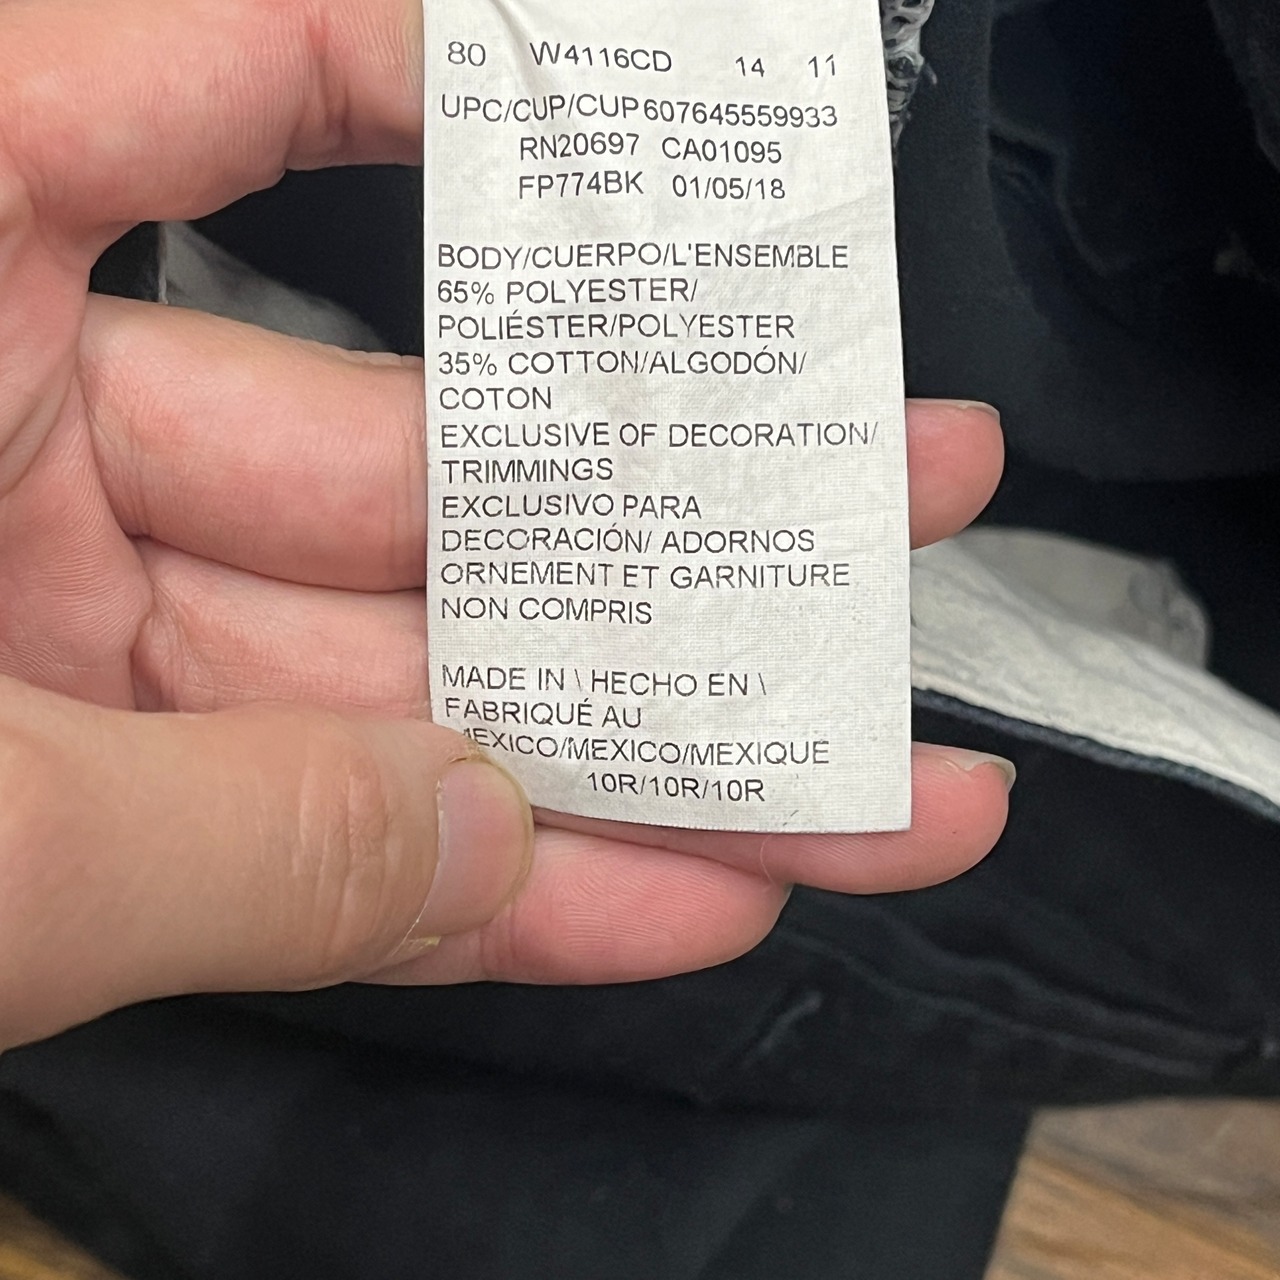 80 W4116CD 14 11
UPC/CUP/CUP607645559933
RN20697 CA01095
FP774BK 01/05/18
BODY/CUERPO/L'ENSEMBLE
65% POLYESTER/
POLIÉSTER/POLYESTER
35% COTTON/ALGODÓN/
COTON
EXCLUSIVE OF DECORATION/
TRIMMINGS
EXCLUSIVO PARA
DECORACIÓN/ ADORNOS
ORNEMENT ET GARNITURE
NON COMPRIS
MADE IN \ HECHO EN \
FABRIQUÉ AU
MEXICO/MEXICO/MEXIQUE
10R/10R/10R